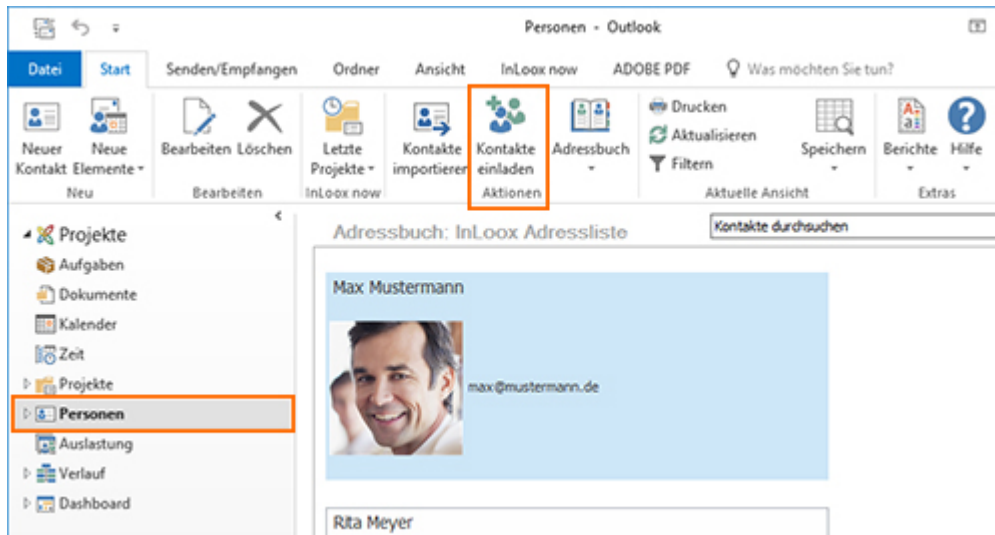 Personen - Outlook
Datei Start Senden/Empfangen Ordner Ansicht InLoox now ADOBE PDF Was möchten Sie tun?
Neuer Kontakt
Neue Elemente
Bearbeiten Löschen
Letzte Projekte
Kontakte importieren
Kontakte einladen
Adressbuch
Drucken
Aktualisieren
Filtern
Speichern
Berichte
Hilfe
Neu Bearbeiten InLoox now Aktionen Aktuelle Ansicht Extras
Projekte
Aufgaben
Dokumente
Kalender
Zeit
Projekte
Personen
Auslastung
Verlauf
Dashboard
Adressbuch: InLoox Adressliste
Kontakte durchsuchen
Max Mustermann
max@mustermann.de
Rita Meyer